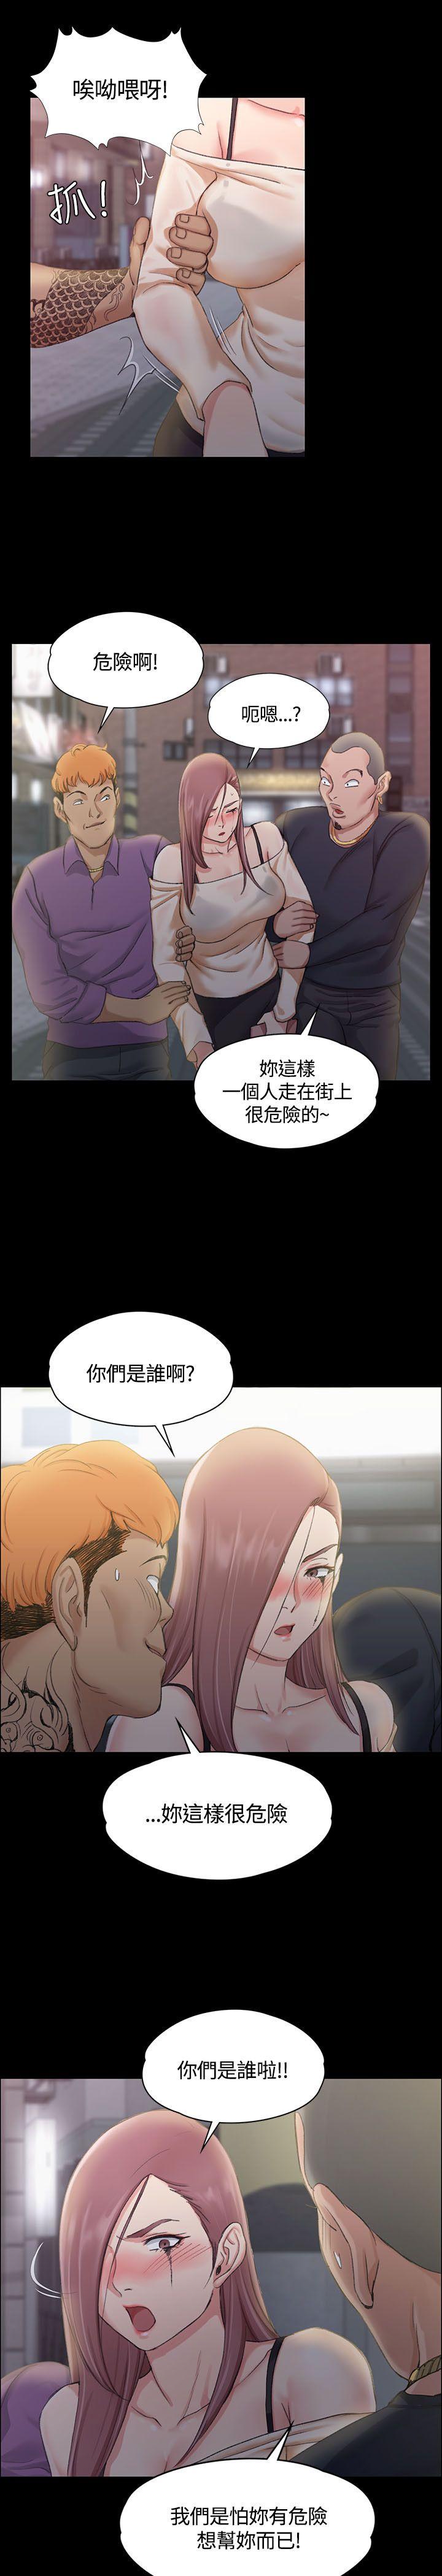 唉呦喂呀!
抓!
危險啊!
呃嗯...?
妳這樣
一個人走在街上
很危險的~
你們是誰啊?
...妳這樣很危險
你們是誰啦!!
我們是怕妳有危險
想幫妳而已!